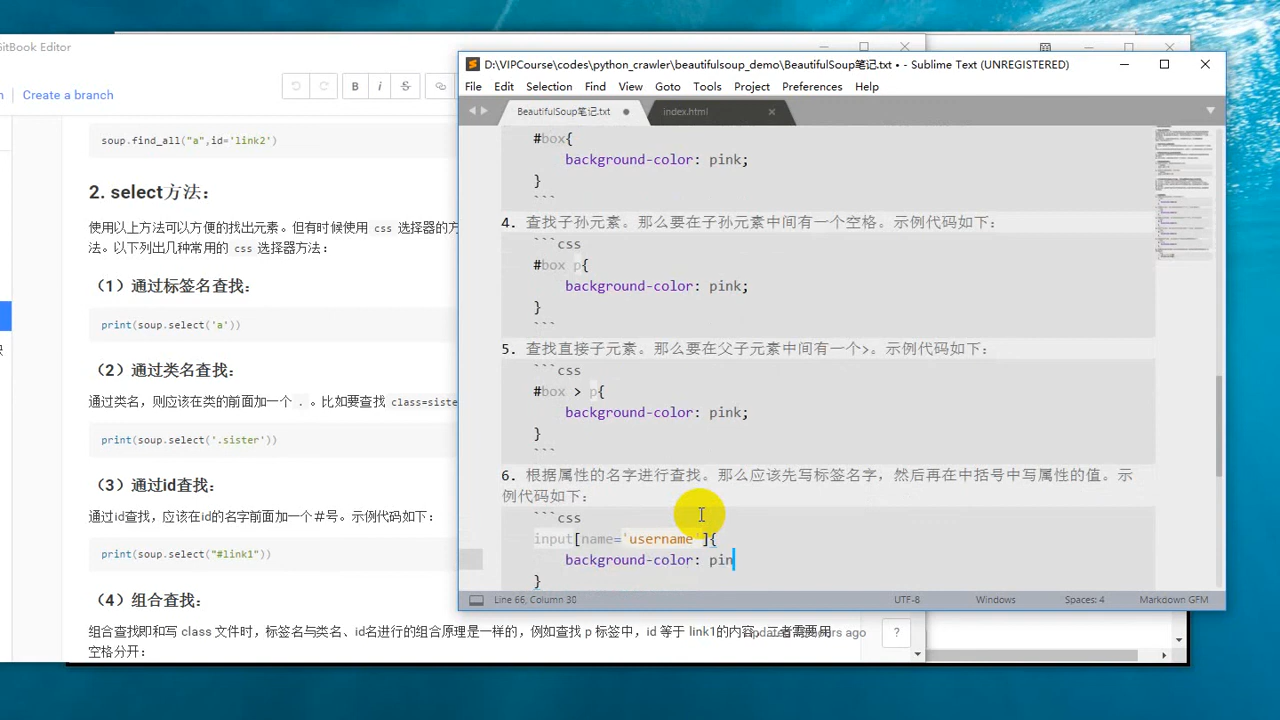 GitBook Editor
Create a branch
B
i
S
soup.find_all("a",id='link2')
2. select方法：
使用以上方法可以方便的找出元素。但有时候使用 css 选择器的方
法。以下列出几种常用的 css 选择器方法：
（1）通过标签名查找：
print(soup.select('a'))
（2）通过类名查找：
通过类名，则应该在类的前面加一个 . 。比如要查找 class=siste
print(soup.select('.sister'))
（3）通过id查找：
通过id查找，应该在id的名字前面加一个＃号。示例代码如下：
print(soup.select("#link1"))
（4）组合查找：
组合查找即和写 class 文件时，标签名与类名、id名进行的组合原理是一样的，例如查找 p 标签中，id 等于 link1的内容，二者需要用
空格分开：
ago
?
D:\VIPCourse\codes\python_crawler\beautifulsoup_demo\BeautifulSoup笔记.txt • - Sublime Text (UNREGISTERED)
File Edit Selection Find View Goto Tools Project Preferences Help
BeautifulSoup笔记.txt
index.html
#box{
background-color: pink;
}
```
4. 查找子孙元素。那么要在子孙元素中间有一个空格。示例代码如下：
```css
#box p{
background-color: pink;
}
```
5. 查找直接子元素。那么要在父子元素中间有一个>。示例代码如下：
```css
#box > p{
background-color: pink;
}
```
6. 根据属性的名字进行查找。那么应该先写标签名字，然后再在中括号中写属性的值。示
例代码如下：
```css
input[name='username']{
background-color: pin
}
Line 66, Column 30
UTF-8
Windows
Spaces: 4
Markdown GFM